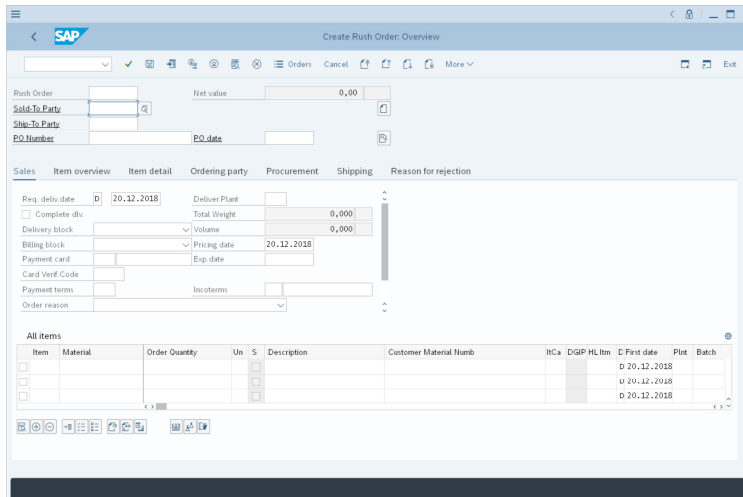 SAP
Create Rush Order: Overview
Orders Cancel More Exit
Rush Order Net value 0,00
Sold-To Party
Ship-To Party
PO Number PO date
Sales Item overview Item detail Ordering party Procurement Shipping Reason for rejection
Req. deliv.date D 20.12.2018 Deliver.Plant
Complete dlv. Total Weight 0,000
Delivery block Volume 0,000
Billing block Pricing date 20.12.2018
Payment card Exp.date
Card Verif.Code
Payment terms Incoterms
Order reason
All items
Item Material Order Quantity Un S Description Customer Material Numb ItCa DGIP HL Itm D First date Plnt Batch
D 20.12.2018
D 20.12.2018
D 20.12.2018